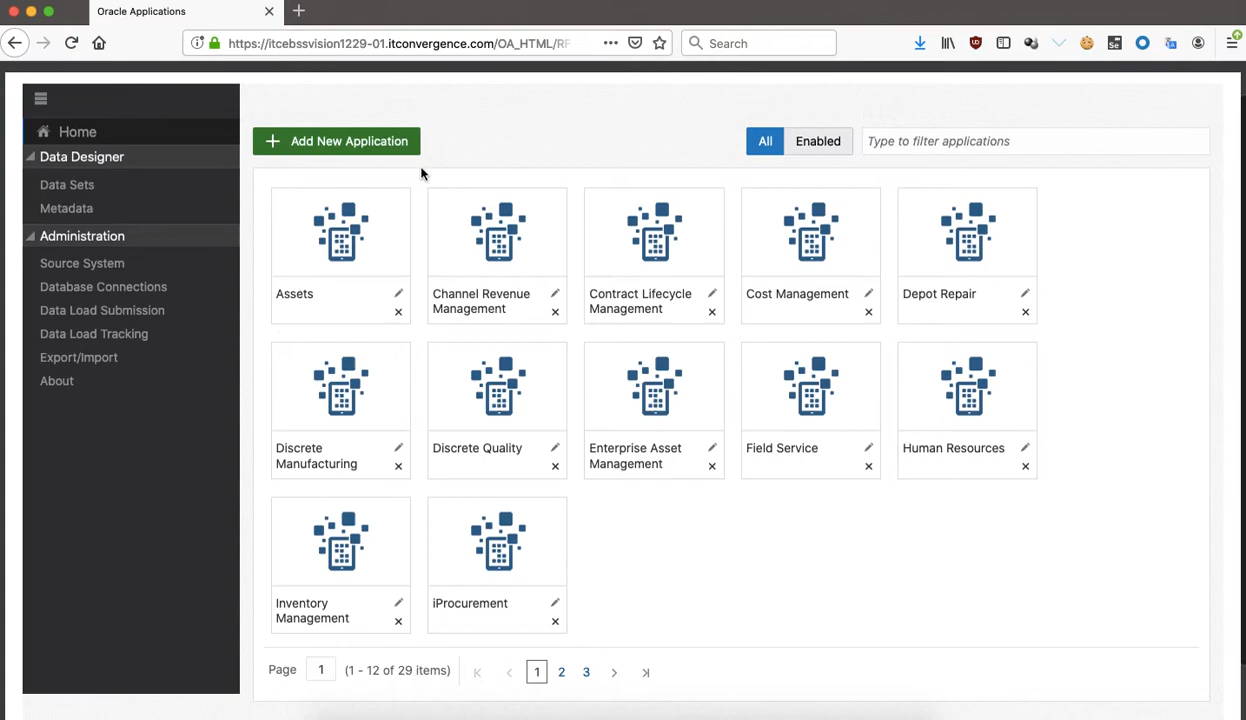 Oracle Applications
https://itcebssvision1229-01.itconvergence.com/OA_HTML/RF
Search
Home
Data Designer
Data Sets
Metadata
Administration
Source System
Database Connections
Data Load Submission
Data Load Tracking
Export/Import
About
Add New Application
All
Enabled
Type to filter applications
Assets
Channel Revenue
Management
Contract Lifecycle
Management
Cost Management
Depot Repair
Discrete
Manufacturing
Discrete Quality
Enterprise Asset
Management
Field Service
Human Resources
Inventory
Management
iProcurement
Page 1 (1 - 12 of 29 items) 1 2 3